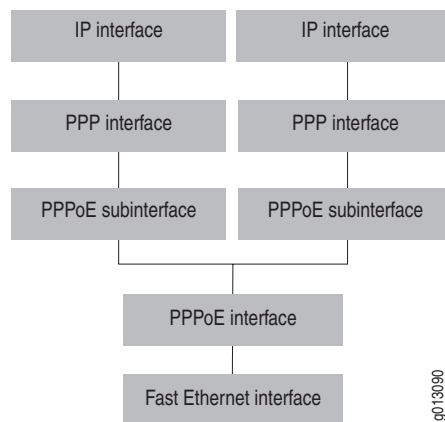 IP interface
IP interface
PPP interface
PPP interface
PPPoE subinterface
PPPoE subinterface
PPPoE interface
Fast Ethernet interface
g013090